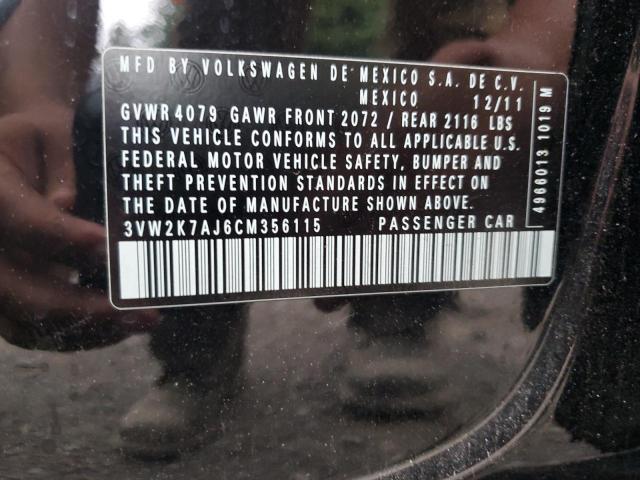 MFD BY VOLKSWAGEN DE MEXICO S.A. DE C.V.
MEXICO 12/11
GVWR 4079 GAWR FRONT 2072 / REAR 2116 LBS
THIS VEHICLE CONFORMS TO ALL APPLICABLE U.S.
FEDERAL MOTOR VEHICLE SAFETY, BUMPER AND
THEFT PREVENTION STANDARDS IN EFFECT ON
THE DATE OF MANUFACTURE SHOWN ABOVE.
3VW2K7AJ6CM356115 PASSENGER CAR
4966013 1019 M